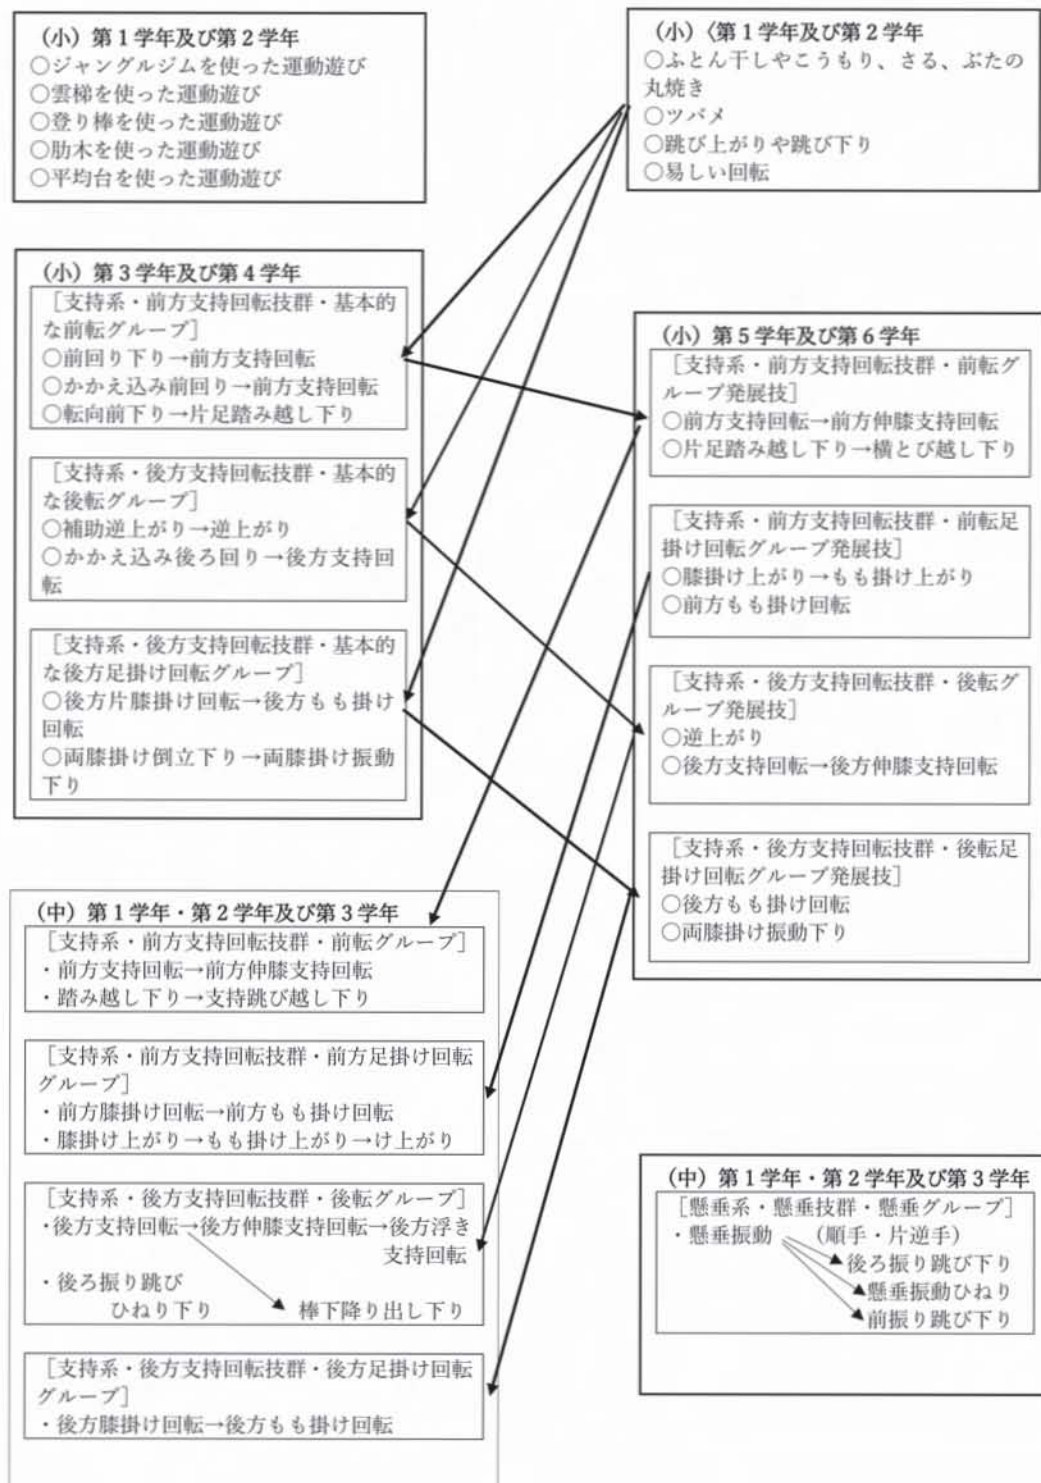 (小) 第1学年及び第2学年
○ジャングルジムを使った運動遊び
○雲梯を使った運動遊び
○登り棒を使った運動遊び
○肋木を使った運動遊び
○平均台を使った運動遊び
(小)〈第1学年及び第2学年
○ふとん干しやこうもり、さる、ぶたの
丸焼き
○ツバメ
○跳び上がりや跳び下り
○易しい回転
(小) 第3学年及び第4学年
[支持系・前方支持回転技群・基本的
な前転グループ]
○前回り下り→前方支持回転
○かかえ込み前回り→前方支持回転
○転向前下り→片足踏み越し下り
[支持系・後方支持回転技群・基本的
な後転グループ]
○補助逆上がり→逆上がり
○かかえ込み後ろ回り→後方支持回
転
[支持系・後方支持回転技群・基本的
な後方足掛け回転グループ]
○後方片膝掛け回転→後方もも掛け
回転
○両膝掛け倒立下り→両膝掛け振動
下り
(小) 第5学年及び第6学年
[支持系・前方支持回転技群・前転グ
ループ発展技]
○前方支持回転→前方伸膝支持回転
○片足踏み越し下り→横とび越し下り
[支持系・前方支持回転技群・前転足
掛け回転グループ発展技]
○膝掛け上がり→もも掛け上がり
○前方もも掛け回転
[支持系・後方支持回転技群・後転グ
ループ発展技]
○逆上がり
○後方支持回転→後方伸膝支持回転
[支持系・後方支持回転技群・後転足
掛け回転グループ発展技]
○後方もも掛け回転
○両膝掛け振動下り
(中) 第1学年・第2学年及び第3学年
[支持系・前方支持回転技群・前転グループ]
・前方支持回転→前方伸膝支持回転
・踏み越し下り→支持跳び越し下り
[支持系・前方支持回転技群・前方足掛け回転
グループ]
・前方膝掛け回転→前方もも掛け回転
・膝掛け上がり→もも掛け上がり→け上がり
[支持系・後方支持回転技群・後転グループ]
・後方支持回転→後方伸膝支持回転→後方浮き
支持回転
・後ろ振り跳び
ひねり下り 棒下降り出し下り
[支持系・後方支持回転技群・後方足掛け回転
グループ]
・後方膝掛け回転→後方もも掛け回転
(中) 第1学年・第2学年及び第3学年
[懸垂系・懸垂技群・懸垂グループ]
・懸垂振動 (順手・片逆手)
後ろ振り跳び下り
懸垂振動ひねり
前振り跳び下り